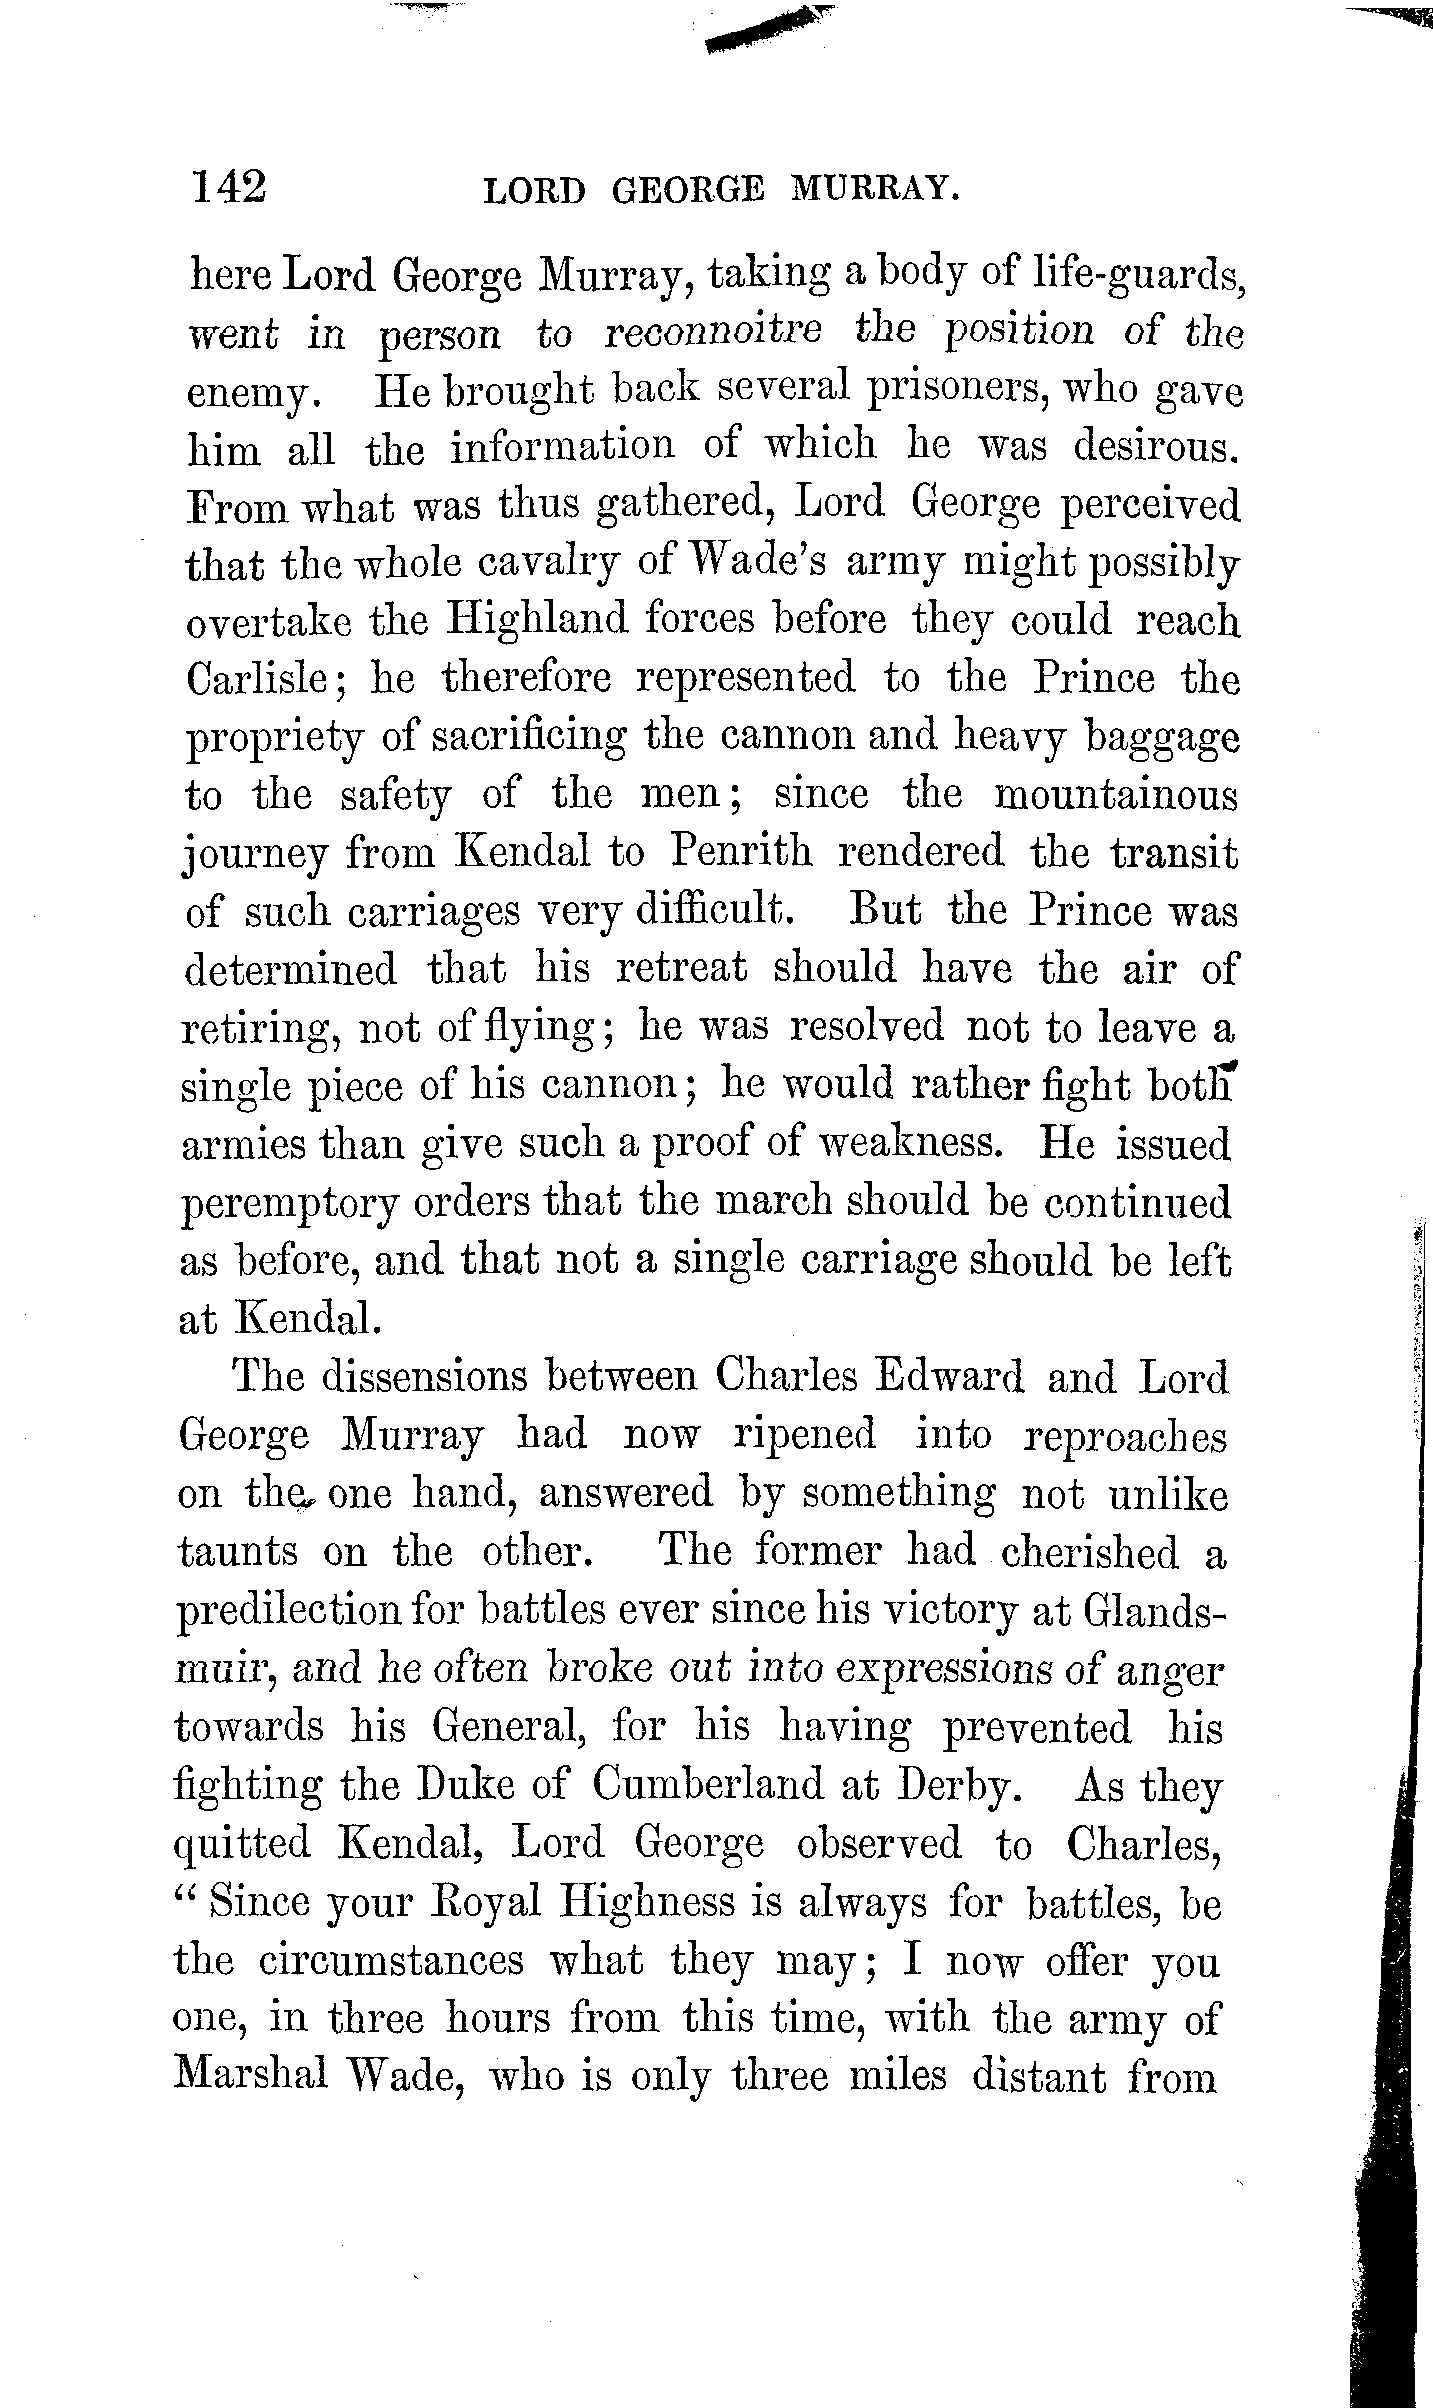 142 LORD GEORGE MURRAY.
here Lord George Murray, taking a body of life-guards,
went in person to reconnoitre the position of the
enemy. He brought back several prisoners, who gave
him all the information of which he was desirous.
From what was thus gathered, Lord George perceived
that the whole cavalry of Wade's army might possibly
overtake the Highland forces before they could reach
Carlisle; he therefore represented to the Prince the
propriety of sacrificing the cannon and heavy baggage
to the safety of the men; since the mountainous
journey from Kendal to Penrith rendered the transit
of such carriages very difficult. But the Prince was
determined that his retreat should have the air of
retiring, not of flying; he was resolved not to leave a
single piece of his cannon; he would rather fight both
armies than give such a proof of weakness. He issued
peremptory orders that the march should be continued
as before, and that not a single carriage should be left
at Kendal.
The dissensions between Charles Edward and Lord
George Murray had now ripened into reproaches
on the one hand, answered by something not unlike
taunts on the other. The former had cherished a
predilection for battles ever since his victory at Glands-
muir, and he often broke out into expressions of anger
towards his General, for his having prevented his
fighting the Duke of Cumberland at Derby. As they
quitted Kendal, Lord George observed to Charles,
“Since your Royal Highness is always for battles, be
the circumstances what they may; I now offer you
one, in three hours from this time, with the army of
Marshal Wade, who is only three miles distant from